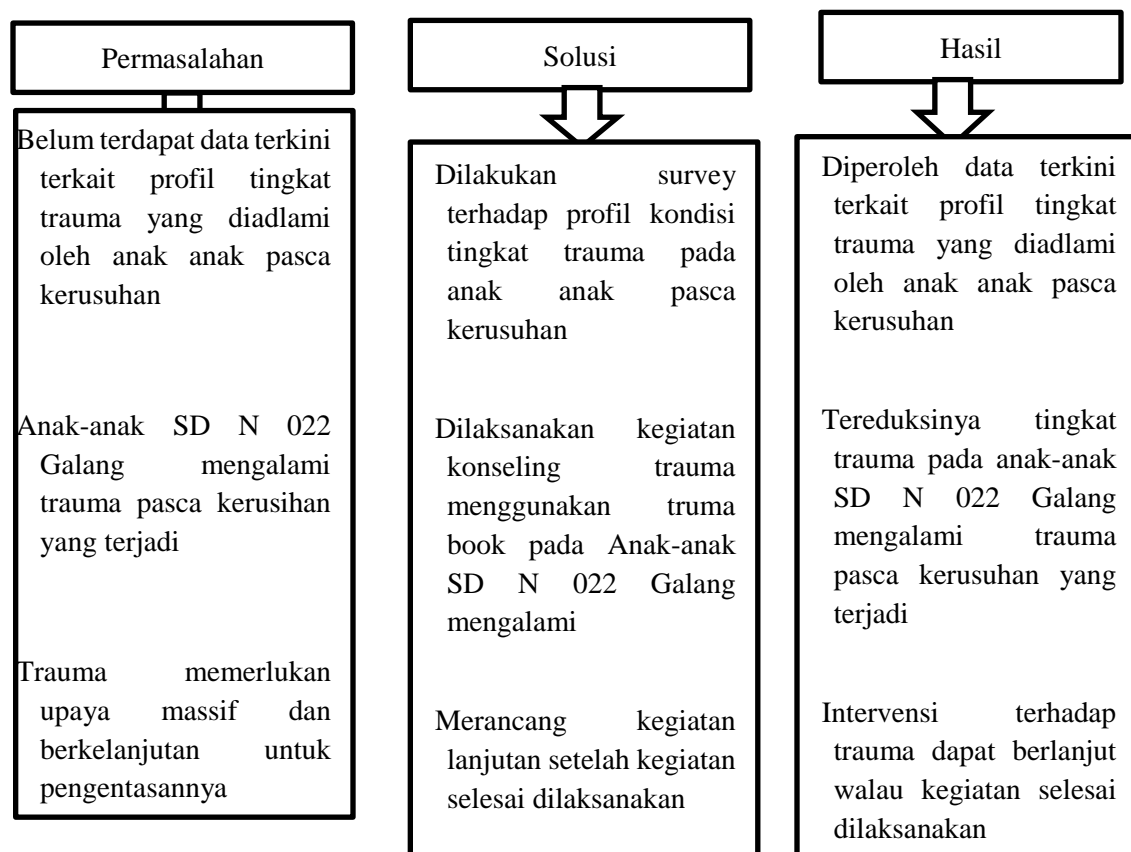 Permasalahan
Belum terdapat data terkini
terkait profil tingkat
trauma yang diadlami
oleh anak anak pasca
kerusuhan
Anak-anak SD N 022
Galang mengalami
trauma pasca kerusihan
yang terjadi
Trauma memerlukan
upaya massif dan
berkelanjutan untuk
pengentasannya
Solusi
Dilakukan survey
terhadap profil kondisi
tingkat trauma pada
anak anak pasca
kerusuhan
Dilaksanakan kegiatan
konseling trauma
menggunakan truma
book pada Anak-anak
SD N 022 Galang
mengalami
Merancang kegiatan
lanjutan setelah kegiatan
selesai dilaksanakan
Hasil
Diperoleh data terkini
terkait profil tingkat
trauma yang diadlami
oleh anak anak pasca
kerusuhan
Tereduksinya tingkat
trauma pada anak-anak
SD N 022 Galang
mengalami trauma
pasca kerusuhan yang
terjadi
Intervensi terhadap
trauma dapat berlanjut
walau kegiatan selesai
dilaksanakan